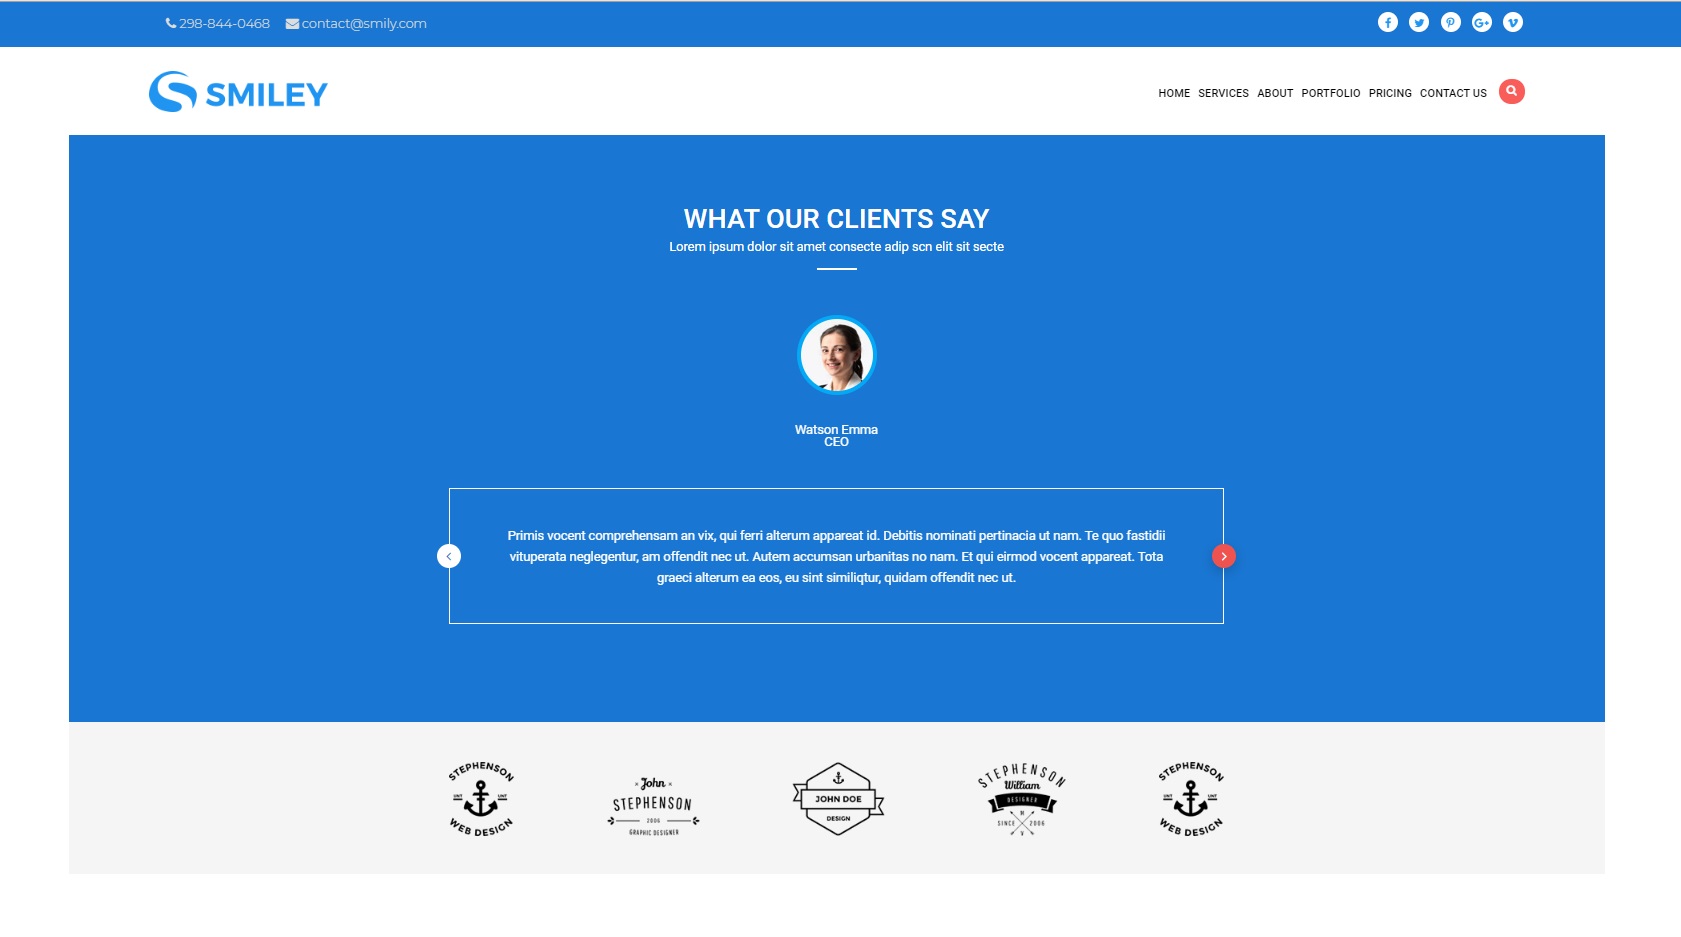 298-844-0468 contact@smily.com
SMILEY
HOME SERVICES ABOUT PORTFOLIO PRICING CONTACT US
WHAT OUR CLIENTS SAY
Lorem ipsum dolor sit amet consecte adip scn elit sit secte
Watson Emma
CEO
Primis vocent comprehensam an vix, qui ferri alterum appareat id. Debitis nominati pertinacia ut nam. Te quo fastidii
vituperata neglegentur, am offendit nec ut. Autem accumsan urbanitas no nam. Et qui eirmod vocent appareat. Tota
graeci alterum ea eos, eu sint similiqtur, quidam offendit nec ut.
STEPHENSON
WEB DESIGN
John
STEPHENSON
2006
GRAPHIC DESIGNER
JOHN DOE
DESIGN
STEPHENSON
William
DESIGNER
SINCE 2006
STEPHENSON
WEB DESIGN